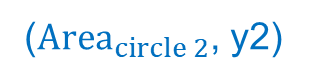 (Area_circle 2, y2)